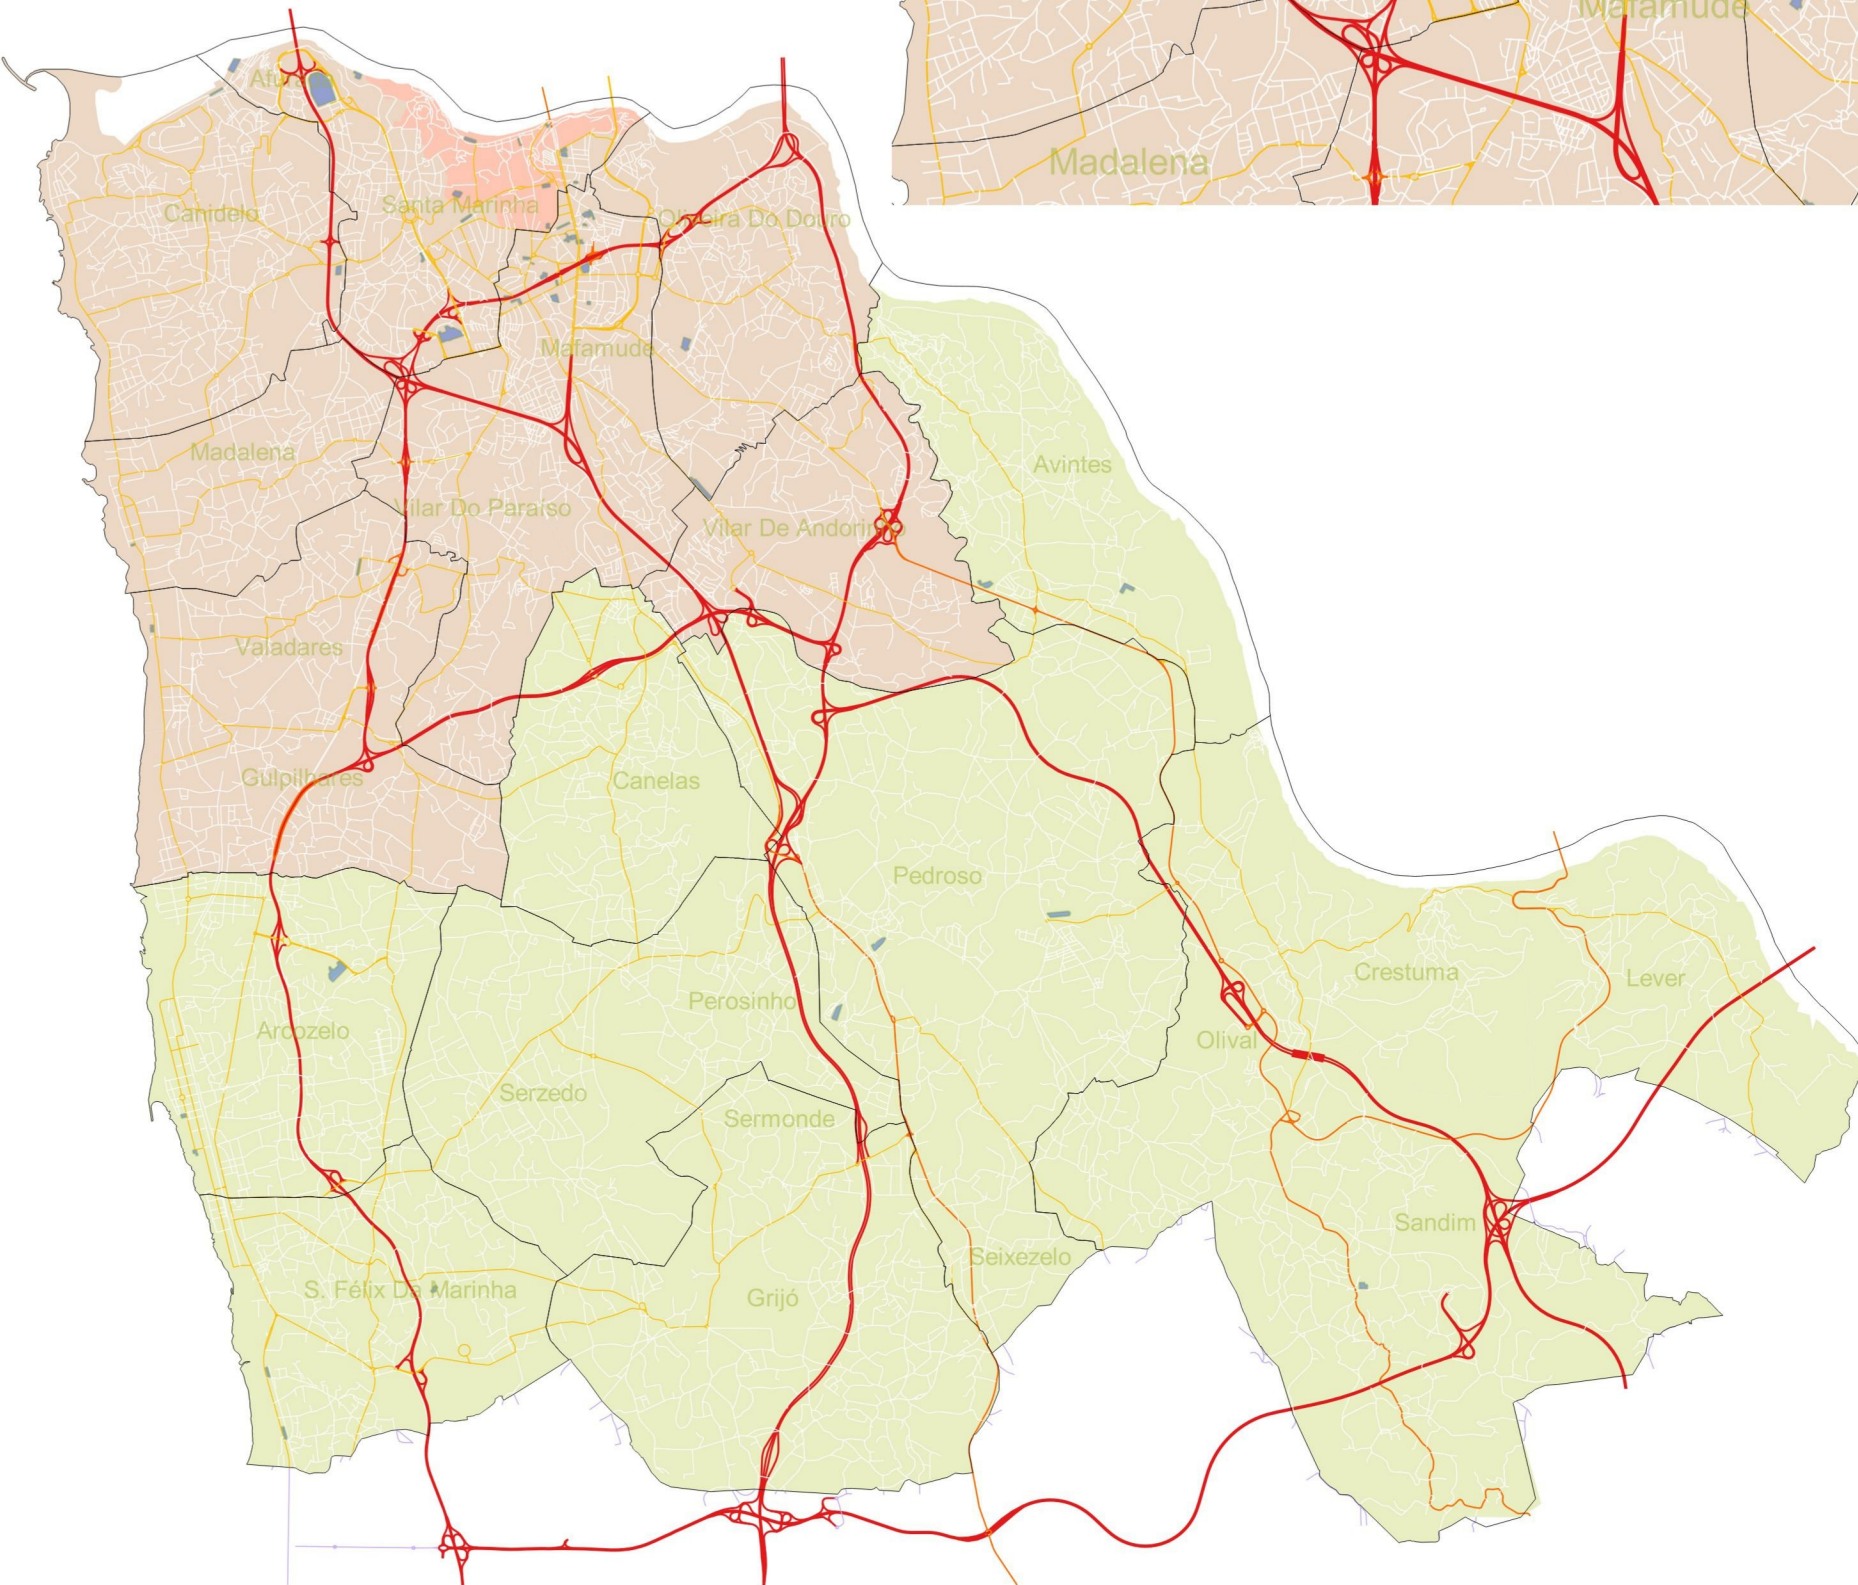 Mafamude
Afurada
Madalena
Canidelo
Santa Marinha
Oliveira Do Douro
Mafamude
Madalena
Avintes
Vilar Do Paraíso
Vilar De Andorinho
Valadares
Gulpilhares
Canelas
Pedroso
Crestuma
Lever
Perosinho
Arcozelo
Olival
Serzedo
Sermonde
Sandim
Seixezelo
S. Félix Da Marinha
Grijó